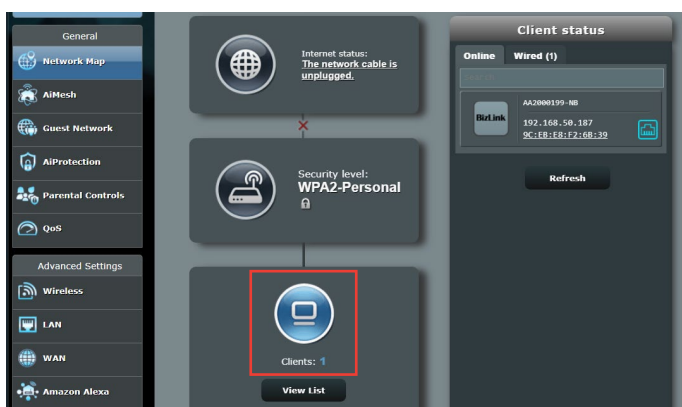 General
Network Map
AiMesh
Guest Network
AiProtection
Parental Controls
QoS
Advanced Settings
Wireless
LAN
WAN
Amazon Alexa
Internet status:
The network cable is
unplugged.
Security level:
WPA2-Personal
Clients: 1
View List
Client status
Online Wired (1)
Search
BizLink
AA2000199-NB
192.168.50.187
9C:EB:E8:F2:6B:39
Refresh